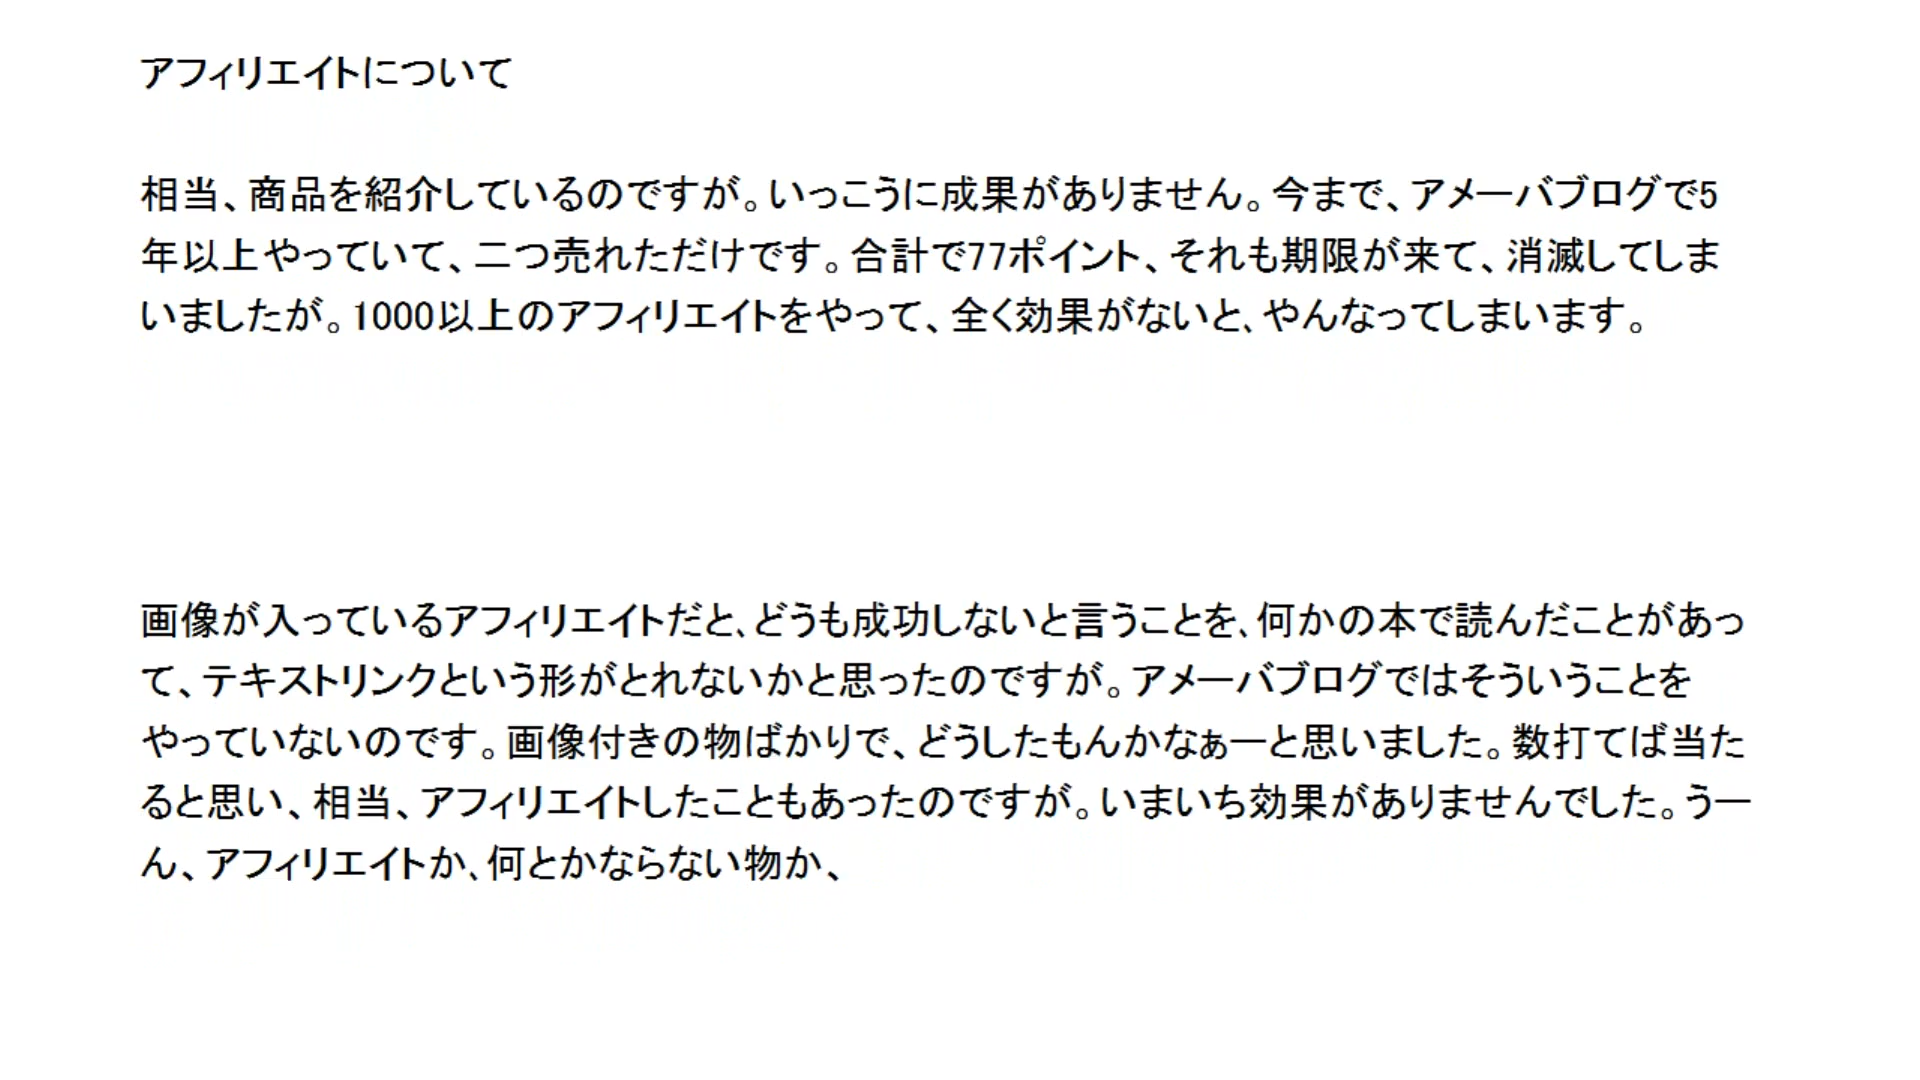 アフィリエイトについて
相当、商品を紹介しているのですが。いっこうに成果がありません。今まで、アメーバブログで5
年以上やっていて、二つ売れただけです。合計で77ポイント、それも期限が来て、消滅してしま
いましたが。1000以上のアフィリエイトをやって、全く効果がないと、やんなってしまいます。
画像が入っているアフィリエイトだと、どうも成功しないと言うことを、何かの本で読んだことがあっ
て、テキストリンクという形がとれないかと思ったのですが。アメーバブログではそういうことを
やっていないのです。画像付きの物ばかりで、どうしたもんかなぁーと思いました。数打てば当た
ると思い、相当、アフィリエイトしたこともあったのですが。いまいち効果がありませんでした。うー
ん、アフィリエイトか、何とかならない物か、